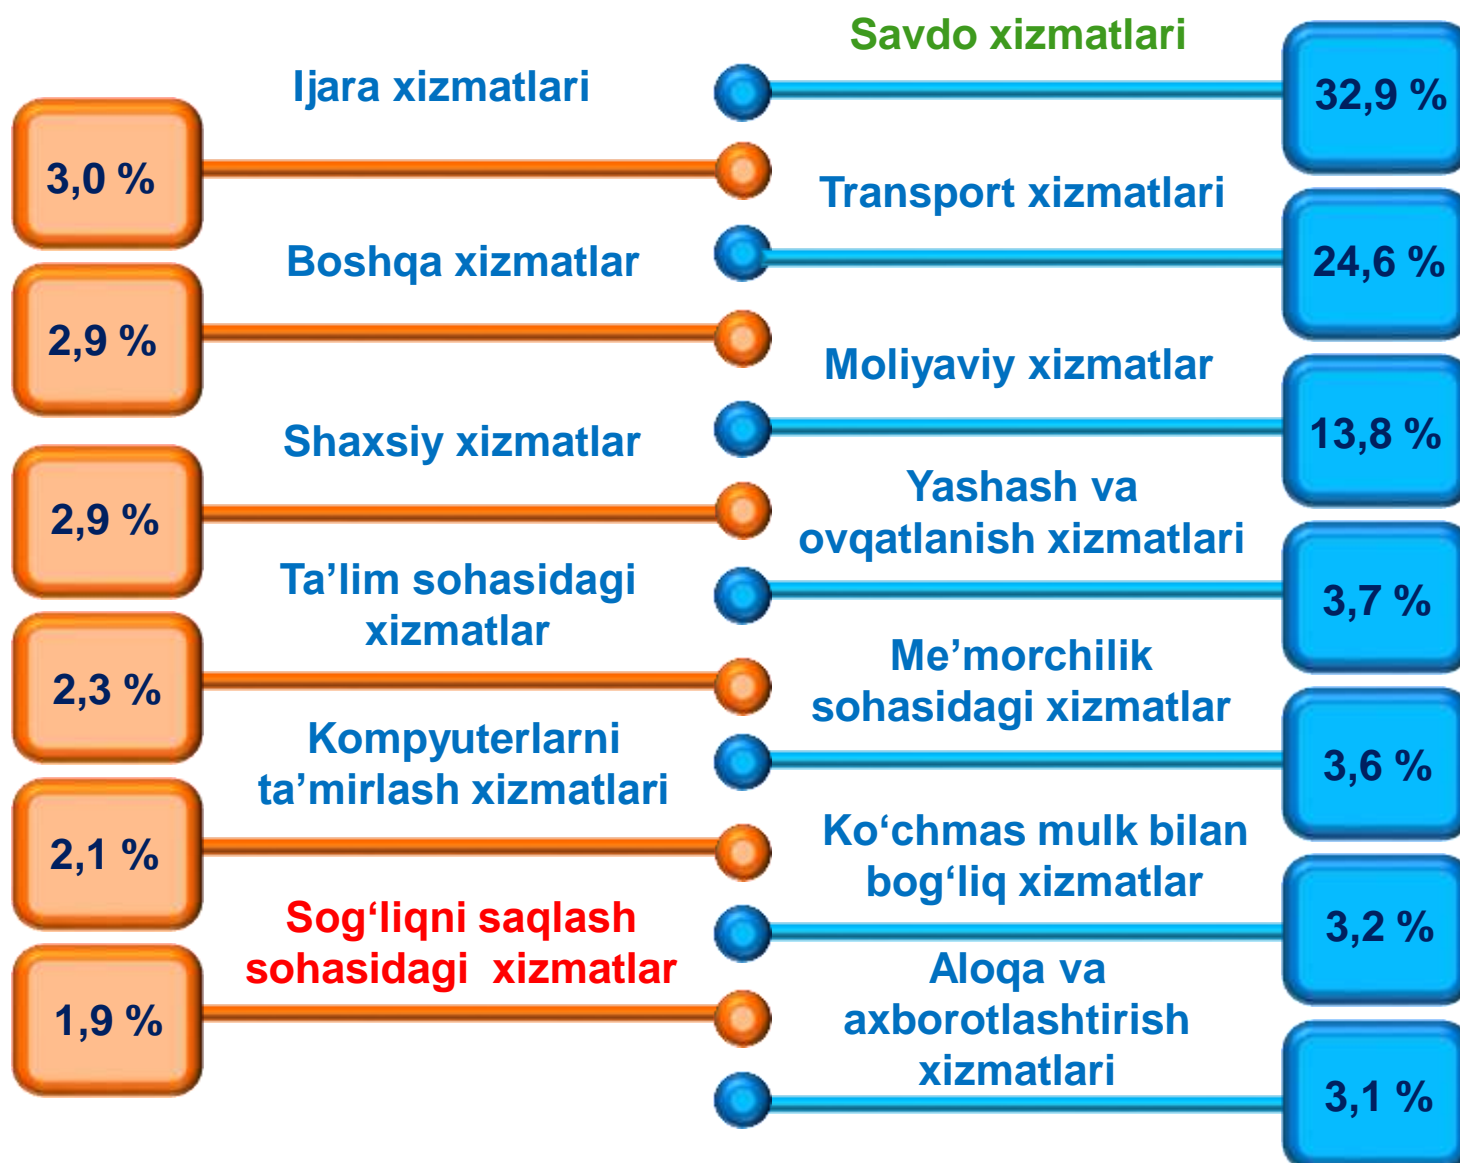 Savdo xizmatlari
32,9 %
Transport xizmatlari
24,6 %
Moliyaviy xizmatlar
13,8 %
Yashash va
ovqatlanish xizmatlari
3,7 %
Me’morchilik
sohasidagi xizmatlar
3,6 %
Ko‘chmas mulk bilan
bog‘liq xizmatlar
3,2 %
Aloqa va
axborotlashtirish
xizmatlari
3,1 %
Ijara xizmatlari
3,0 %
Boshqa xizmatlar
2,9 %
Shaxsiy xizmatlar
2,9 %
Ta’lim sohasidagi
xizmatlar
2,3 %
Kompyuterlarni
ta’mirlash xizmatlari
2,1 %
Sog‘liqni saqlash
sohasidagi xizmatlar
1,9 %